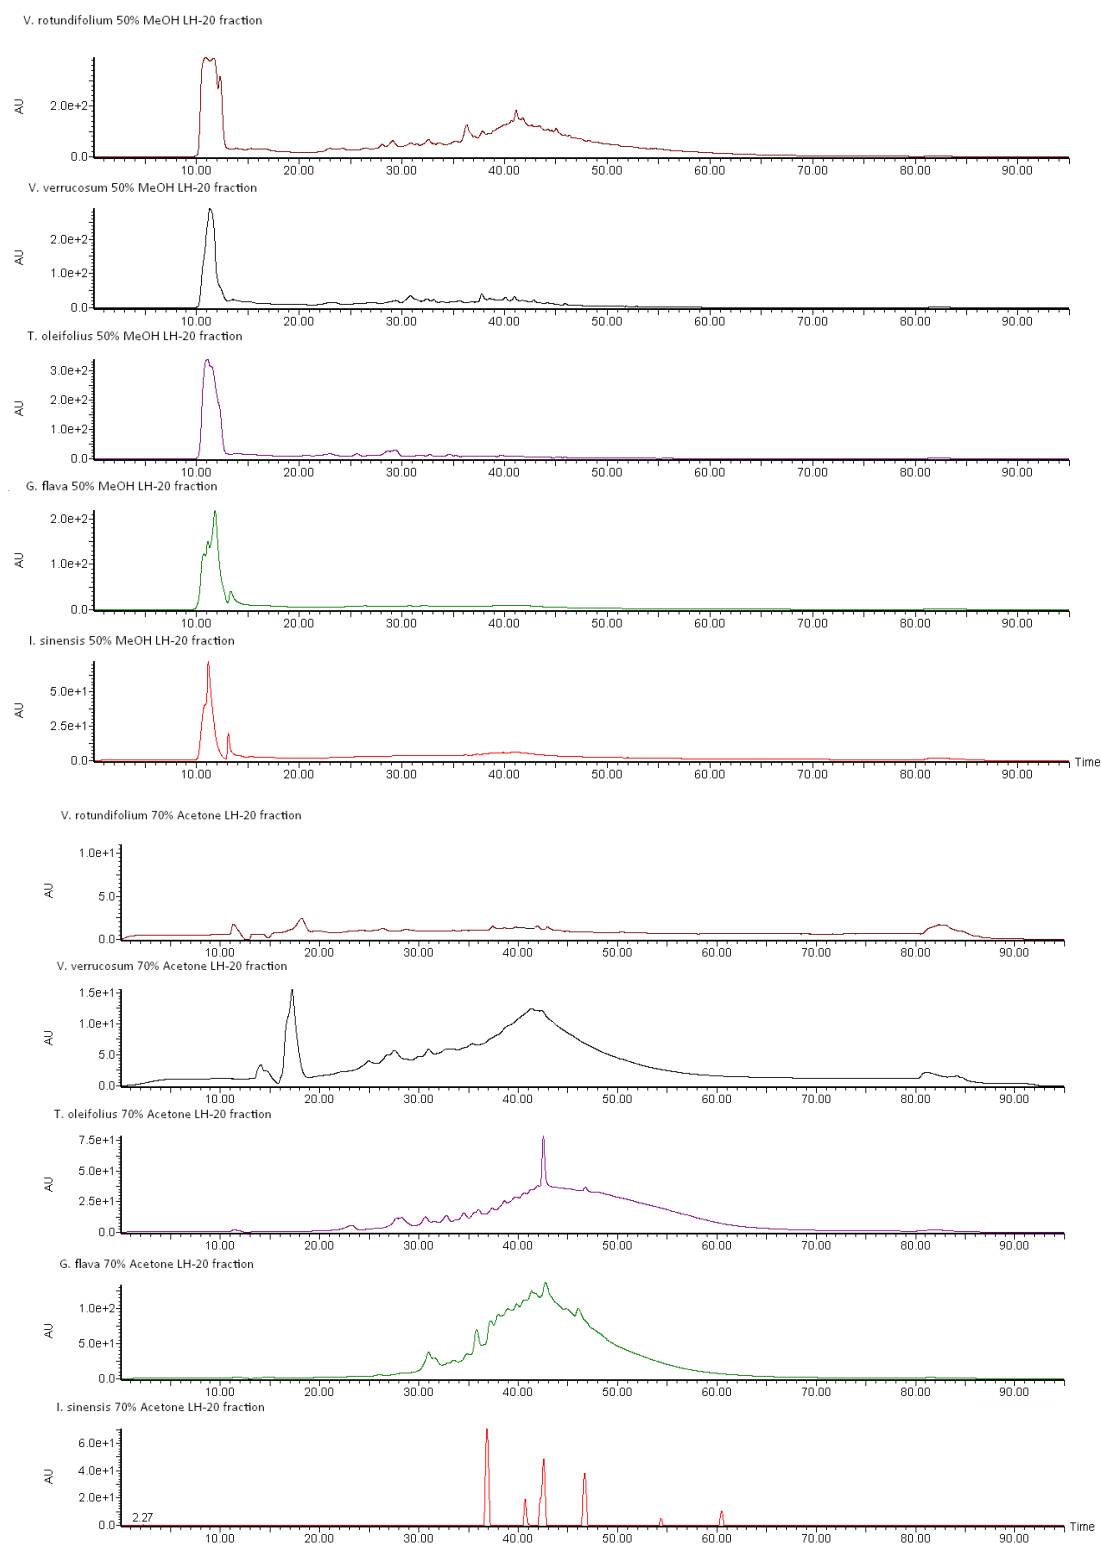 V. rotundifolium 50% MeOH LH-20 fraction
AU
2.0e+2
0.0
10.00 20.00 30.00 40.00 50.00 60.00 70.00 80.00 90.00
V. verrucosum 50% MeOH LH-20 fraction
AU
2.0e+2
1.0e+2
0.0
10.00 20.00 30.00 40.00 50.00 60.00 70.00 80.00 90.00
T. oleifolius 50% MeOH LH-20 fraction
AU
3.0e+2
2.0e+2
1.0e+2
0.0
10.00 20.00 30.00 40.00 50.00 60.00 70.00 80.00 90.00
G. flava 50% MeOH LH-20 fraction
AU
2.0e+2
1.0e+2
0.0
10.00 20.00 30.00 40.00 50.00 60.00 70.00 80.00 90.00
I. sinensis 50% MeOH LH-20 fraction
AU
5.0e+1
2.5e+1
0.0
Time
10.00 20.00 30.00 40.00 50.00 60.00 70.00 80.00 90.00
V. rotundifolium 70% Acetone LH-20 fraction
AU
1.0e+1
5.0
0.0
10.00 20.00 30.00 40.00 50.00 60.00 70.00 80.00 90.00
V. verrucosum 70% Acetone LH-20 fraction
AU
1.5e+1
1.0e+1
5.0
0.0
10.00 20.00 30.00 40.00 50.00 60.00 70.00 80.00 90.00
T. oleifolius 70% Acetone LH-20 fraction
AU
7.5e+1
5.0e+1
2.5e+1
0.0
10.00 20.00 30.00 40.00 50.00 60.00 70.00 80.00 90.00
G. flava 70% Acetone LH-20 fraction
AU
1.0e+2
5.0e+1
0.0
10.00 20.00 30.00 40.00 50.00 60.00 70.00 80.00 90.00
I. sinensis 70% Acetone LH-20 fraction
AU
6.0e+1
4.0e+1
2.0e+1
0.0
2.27
Time
10.00 20.00 30.00 40.00 50.00 60.00 70.00 80.00 90.00